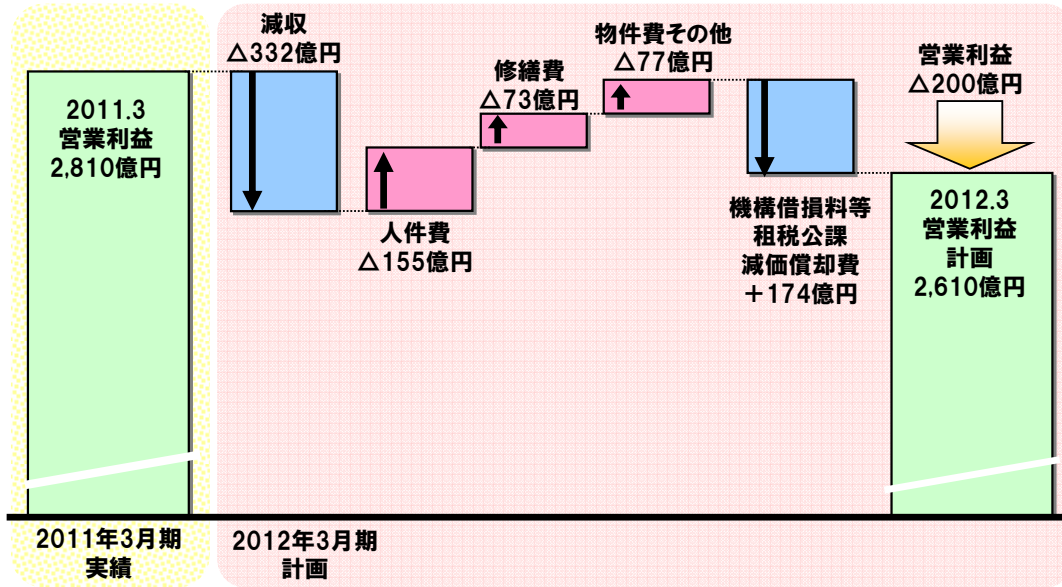 減収
△332億円
物件費その他
△77億円
修繕費
△73億円
営業利益
△200億円
2011.3
営業利益
2,810億円
人件費
△155億円
機構借損料等
租税公課
減価償却費
＋174億円
2012.3
営業利益
計画
2,610億円
2011年3月期
実績
2012年3月期
計画